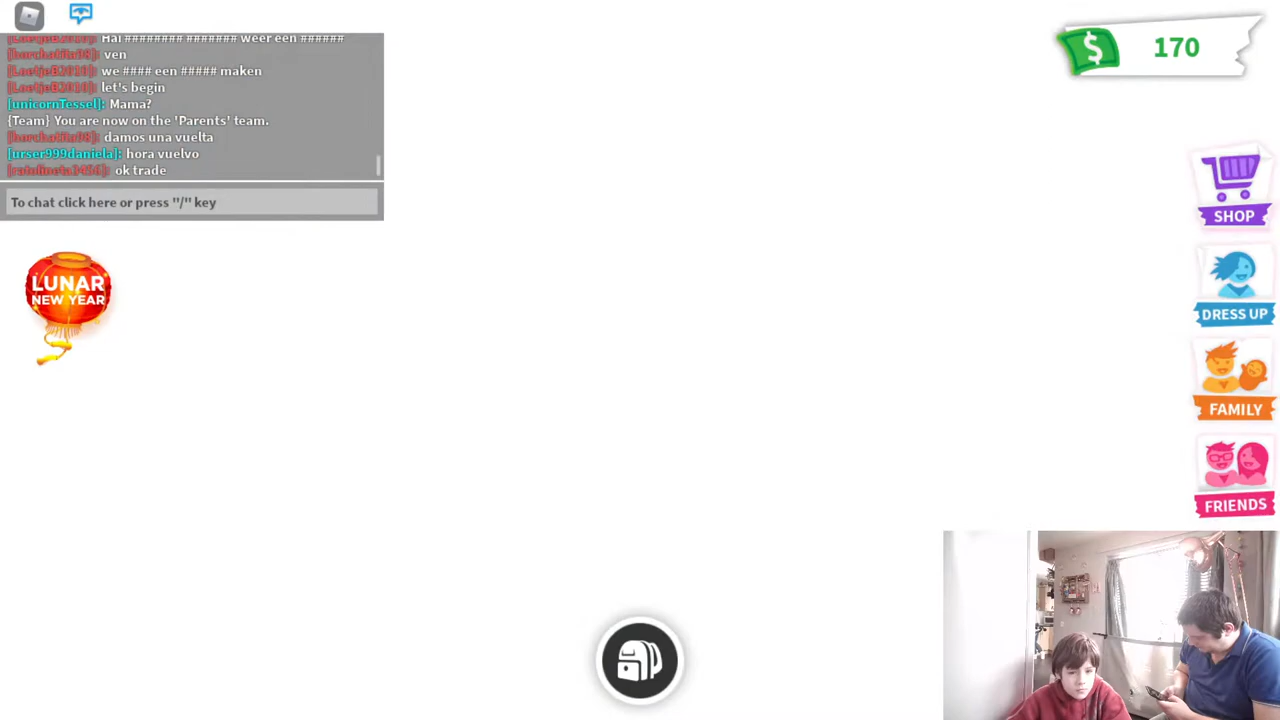 Hai ######## ####### weer een ######
ven
we #### een ##### maken
let's begin
[unicornTessel]: Mama?
{Team} You are now on the 'Parents' team.
damos una vuelta
[urser999daniela]: hora vuelvo
ok trade
To chat click here or press "/" key
170
LUNAR
NEW YEAR
SHOP
DRESS UP
FAMILY
FRIENDS